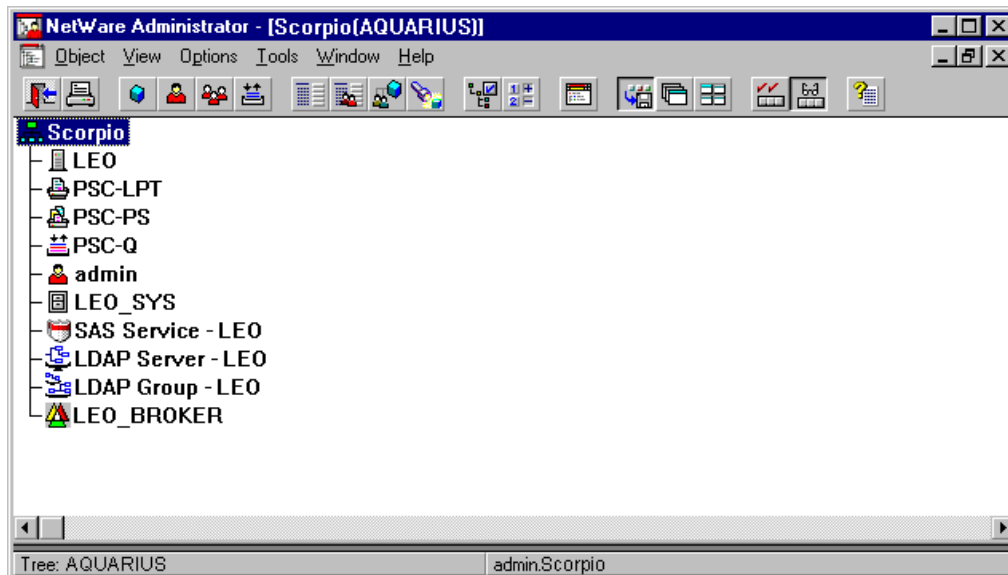 NetWare Administrator - [Scorpio(AQUARIUS)]
Object View Options Tools Window Help
Scorpio
LEO
PSC-LPT
PSC-PS
PSC-Q
admin
LEO_SYS
SAS Service - LEO
LDAP Server - LEO
LDAP Group - LEO
LEO_BROKER
Tree: AQUARIUS admin.Scorpio